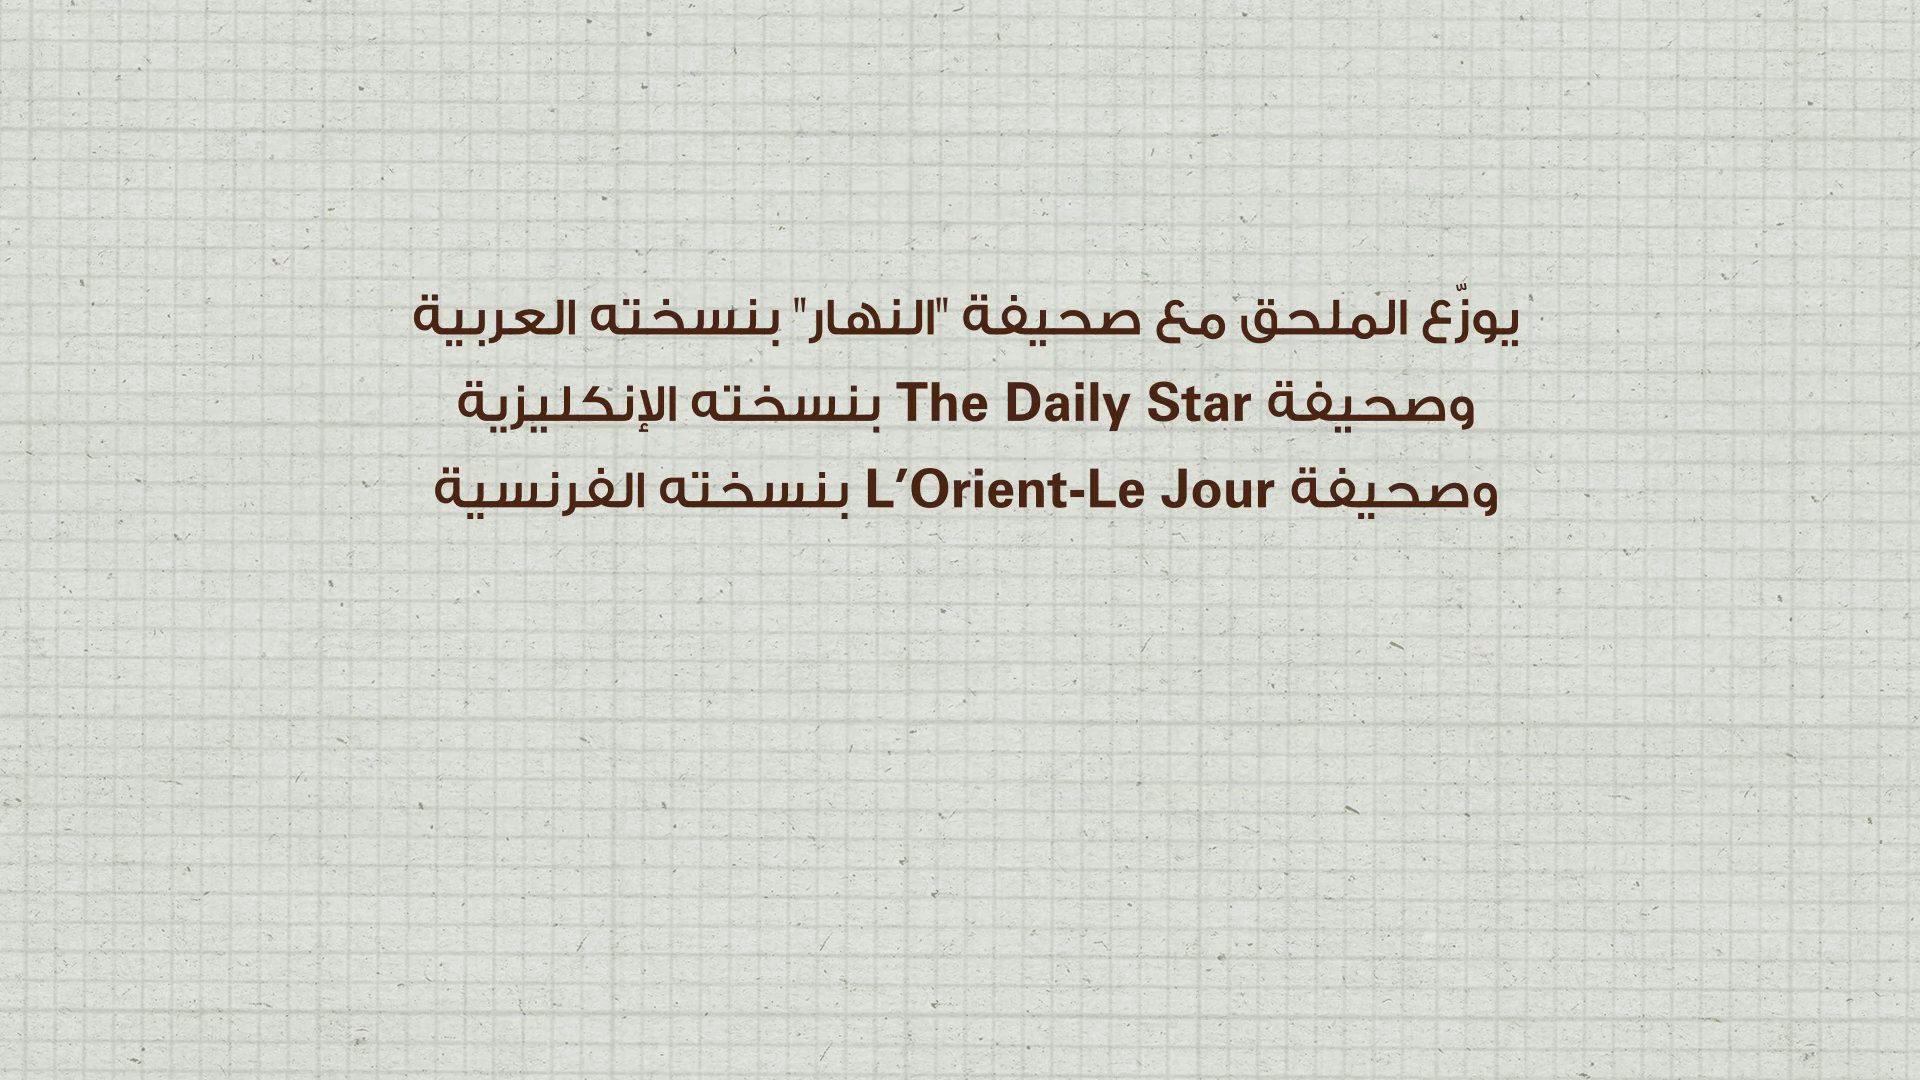 يوزّع الملحق مع صحيفة "النهار" بنسخته العربية
وصحيفة The Daily Star بنسخته الإنكليزية
وصحيفة L’Orient-Le Jour بنسخته الفرنسية